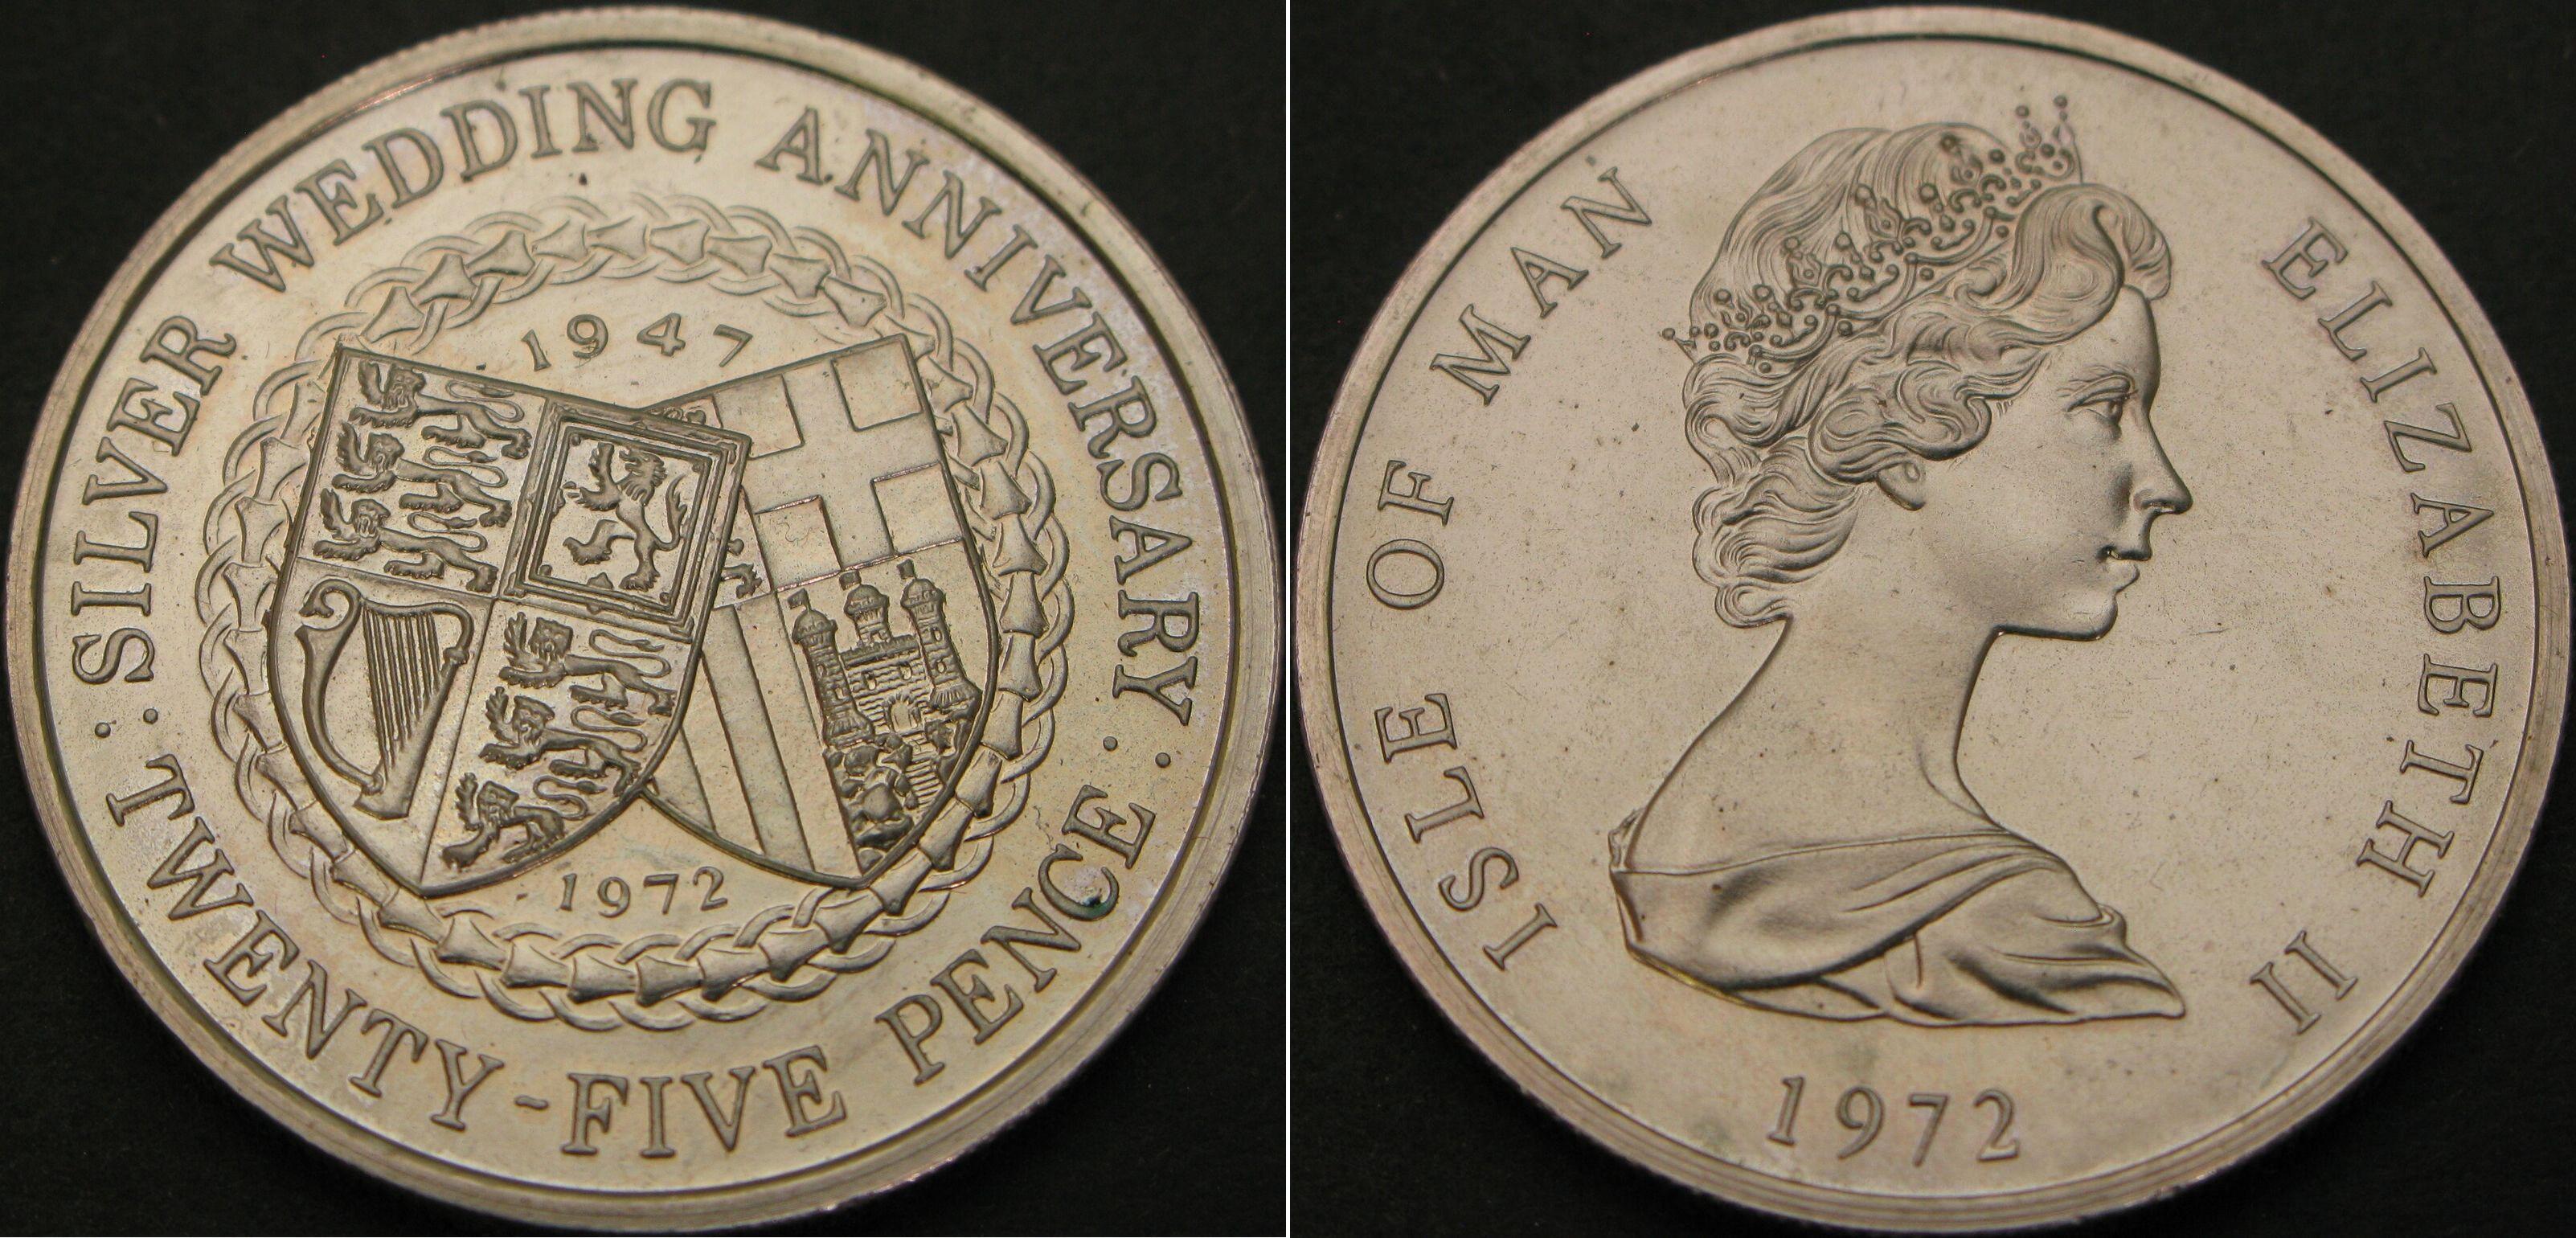 · SILVER WEDDING ANNIVERSARY ·
· TWENTY-FIVE PENCE ·
1947
1972
ISLE OF MAN
ELIZABETH II
1972